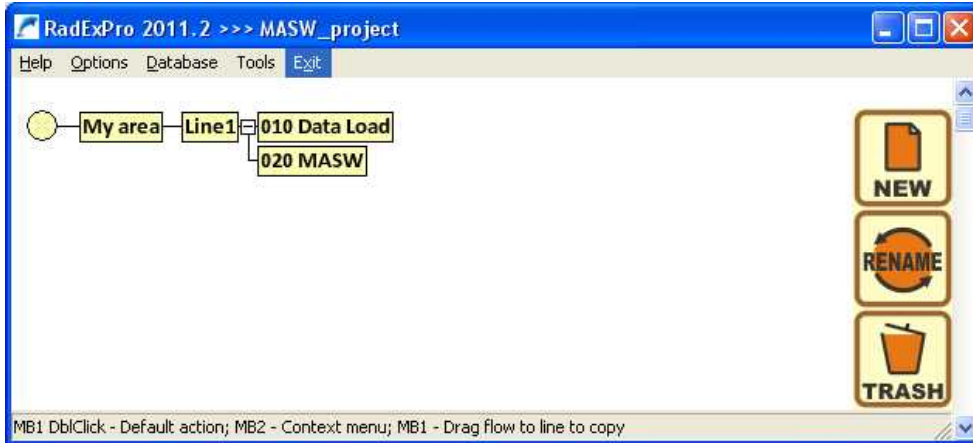 RadExPro 2011.2 >>> MASW_project
Help Options Database Tools Exit
My area Line1 010 Data Load
020 MASW
NEW
RENAME
TRASH
MB1 DblClick - Default action; MB2 - Context menu; MB1 - Drag flow to line to copy